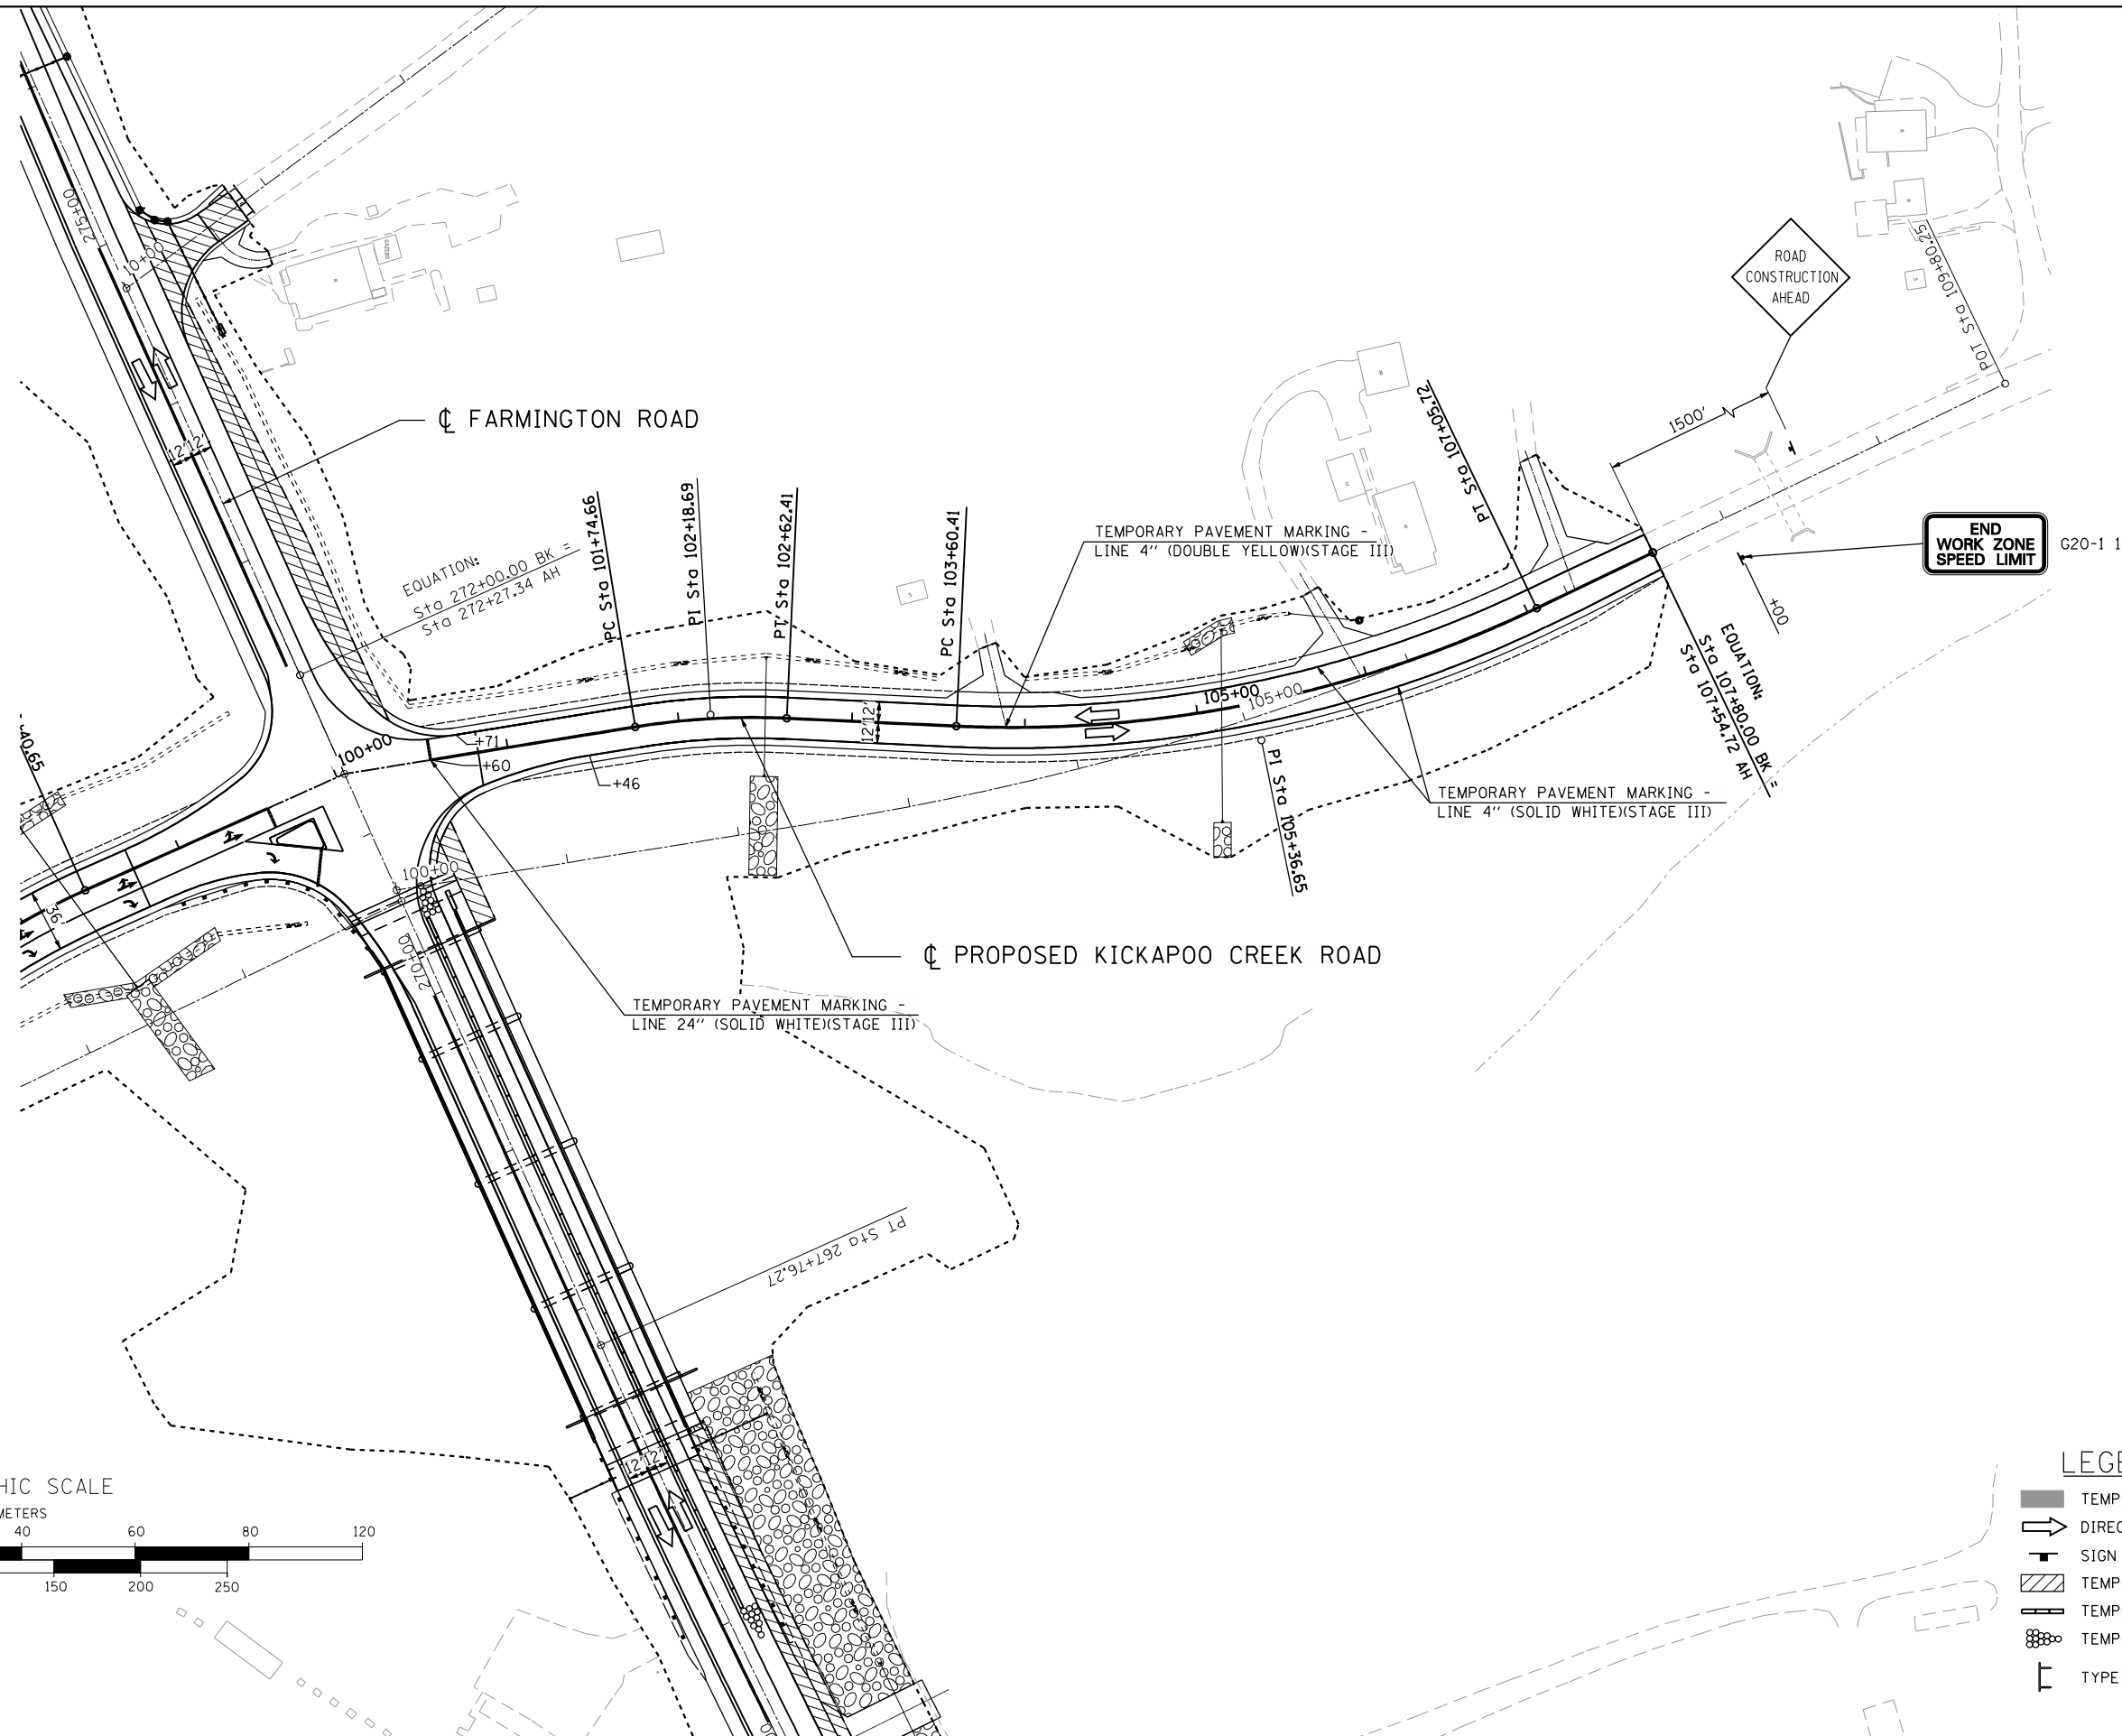 275+00
10+00
GAZEBO
ROAD
CONSTRUCTION
AHEAD
POT Sta 109+80.25
℄ FARMINGTON ROAD
12' 12'
1500'
EQUATION:
Sta 272+00.00 BK =
Sta 272+27.34 AH
PC Sta 101+74.66
PI Sta 102+18.69
PT Sta 102+62.41
PC Sta 103+60.41
TEMPORARY PAVEMENT MARKING -
LINE 4'' (DOUBLE YELLOW)(STAGE III)
PT Sta 107+05.72
END
WORK ZONE
SPEED LIMIT
G20-1 1
+00
EQUATION:
Sta 107+80.00 BK =
Sta 107+54.72 AH
40.65
100+00
+71
+60
+46
12'12'
105+00
105+00
PI Sta 105+36.65
TEMPORARY PAVEMENT MARKING -
LINE 4'' (SOLID WHITE)(STAGE III)
100+00
36'
270+00
℄ PROPOSED KICKAPOO CREEK ROAD
TEMPORARY PAVEMENT MARKING -
LINE 24'' (SOLID WHITE)(STAGE III)
PT Sta 267+76.27
12'12'
HIC SCALE
METERS
40 60 80 120
150 200 250
LEGE
TEMP
DIREC
SIGN
TEMP
TEMP
TEMP
TYPE